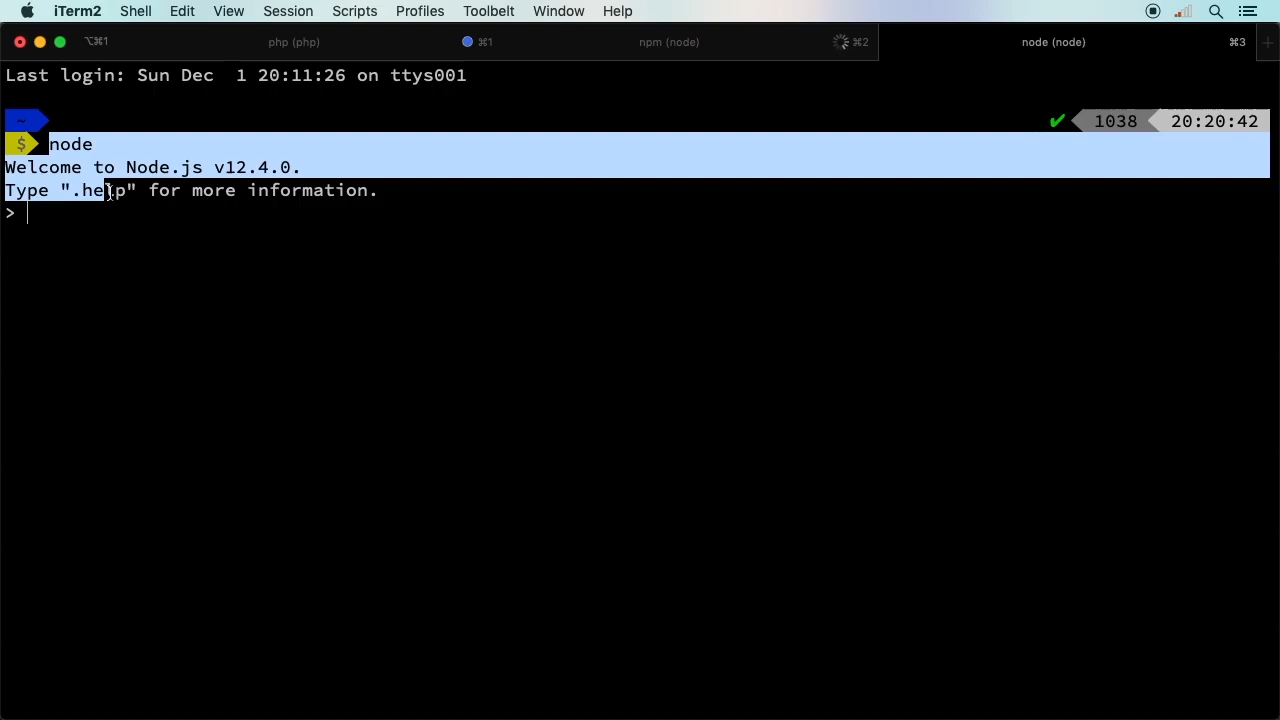 iTerm2 Shell Edit View Session Scripts Profiles Toolbelt Window Help
⌥⌘1 php (php) ⌘1 npm (node) ⌘2 node (node) ⌘3 +
Last login: Sun Dec  1 20:11:26 on ttys001
~ ✔ 1038 20:20:42
$ node
Welcome to Node.js v12.4.0.
Type ".help" for more information.
>